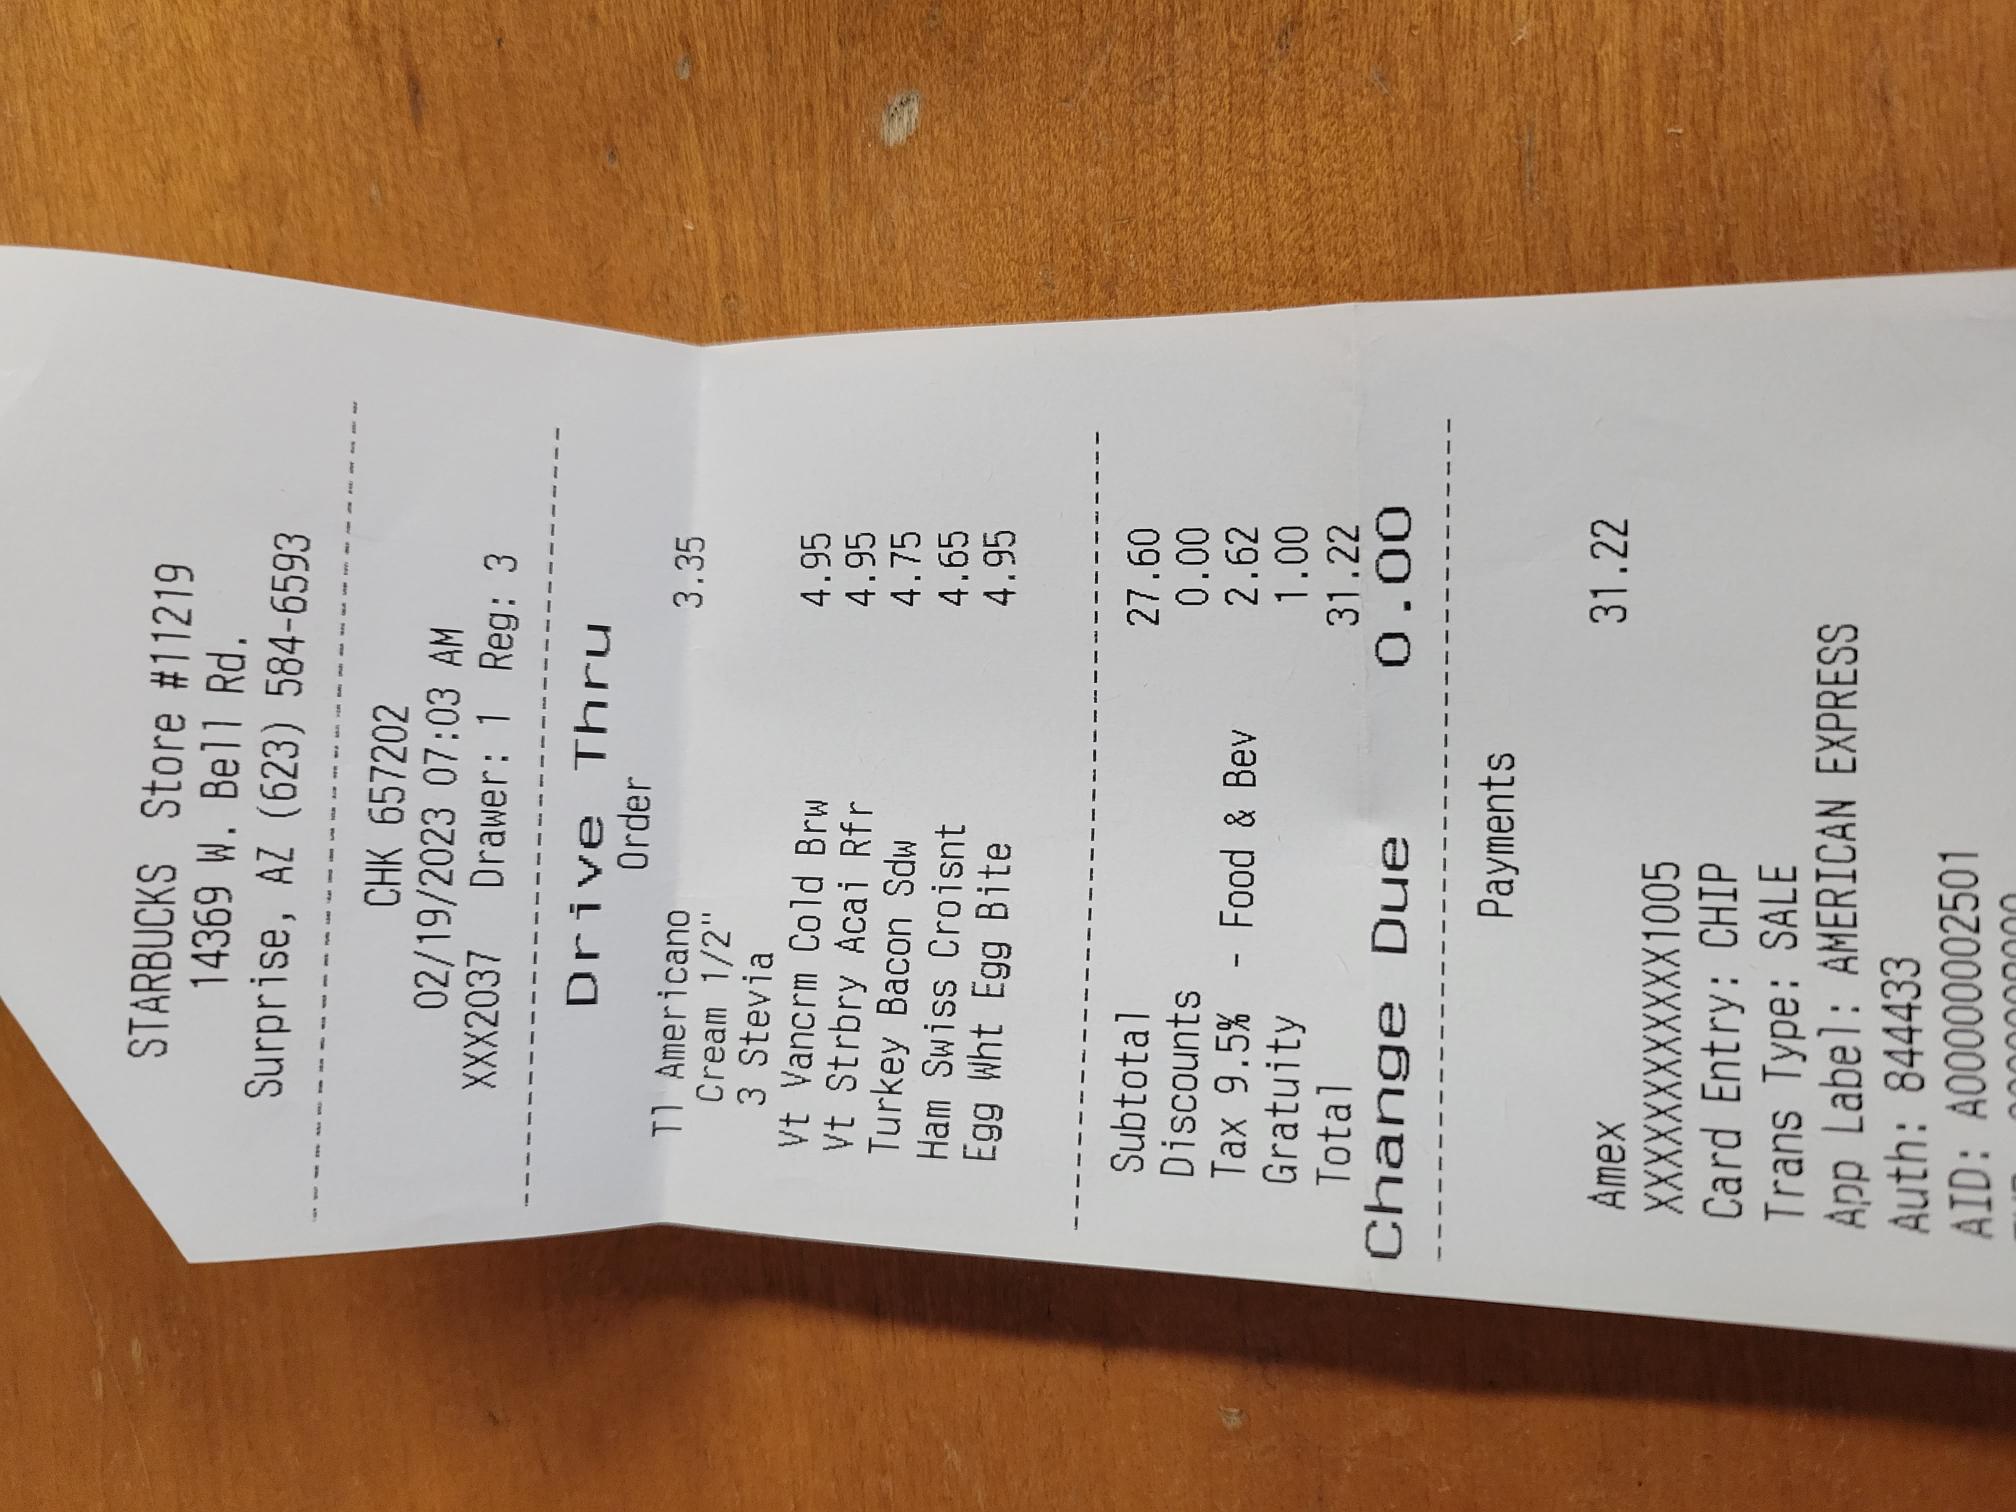 STARBUCKS Store #11219
14369 W. Bell Rd.
Surprise, AZ (623) 584-6593
CHK 657202
02/19/2023 07:03 AM
XXX2037 Drawer: 1 Reg: 3
Drive Thru
Order
Tl Americano 3.35
Cream 1/2"
3 Stevia
Vt Vancrm Cold Brw 4.95
Vt Strbry Acai Rfr 4.95
Turkey Bacon Sdw 4.75
Ham Swiss Croisnt 4.65
Egg Wht Egg Bite 4.95
Subtotal 27.60
Discounts 0.00
Tax 9.5% - Food & Bev 2.62
Gratuity 1.00
Total 31.22
Change Due 0.00
Payments
Amex 31.22
XXXXXXXXXXX1005
Card Entry: CHIP
Trans Type: SALE
App Label: AMERICAN EXPRESS
Auth: 844433
AID: A000000002501